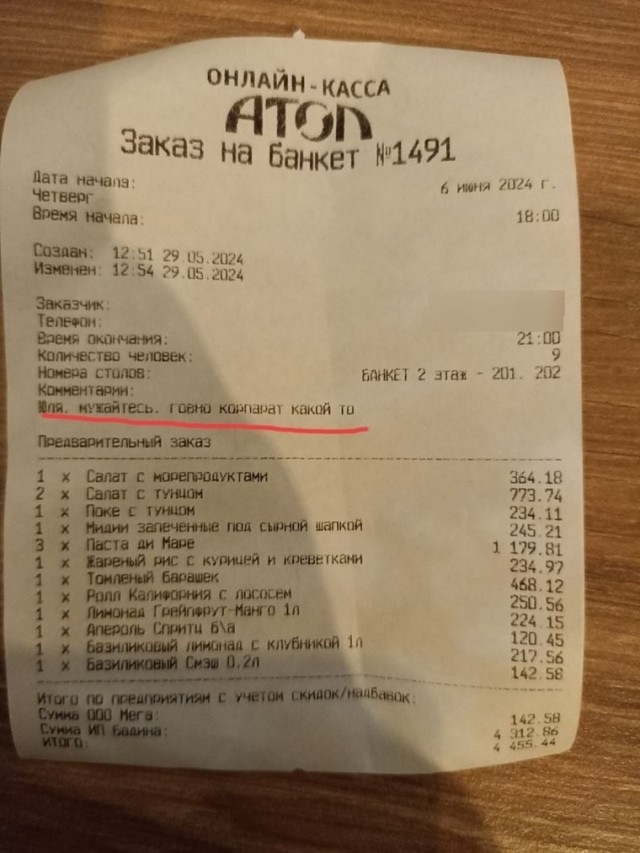 ОНЛАЙН-КАССА
АТОЛ
Заказ на банкет №1491
Дата начала: 6 июня 2024 г.
Четверг
Время начала: 18:00
Создан: 12:51 29.05.2024
Изменен: 12:54 29.05.2024
Заказчик:
Телефон:
Время окончания: 21:00
Количество человек: 9
Номера столов: БАНКЕТ 2 этаж - 201. 202
Комментарии:
Юля. мужайтесь. говно корпарат какой то
Предварительный заказ
1 x Салат с морепродуктами 364.18
2 x Салат с тунцом 773.74
1 x Поке с тунцом 234.11
1 x Мидии запеченные под сырной шапкой 245.21
3 x Паста ди Маре 1 179.81
1 x Жареный рис с курицей и креветками 234.97
1 x Томленый барашек 468.12
1 x Ролл Калифорния с лососем 250.56
1 x Лимонад Грейпфрут-Манго 1л 224.15
1 x Апероль Спритц б\а 120.45
1 x Базиликовый лимонад с клубникой 1л 217.56
1 x Базиликовый Смэш 0.2л 142.58
Итого по предприятиям с учетом скидок/надбавок:
Сумма ООО Мега: 142.58
Сумма ИП Бадина: 4 312.86
ИТОГО: 4 455.44